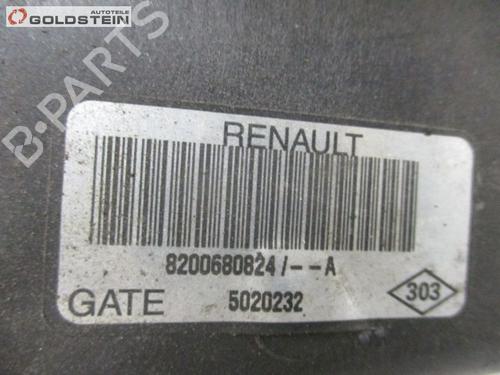 AUTOTEILE
GOLDSTEIN
B-PARTS
RENAULT
8200680824/--A
GATE 5020232
303